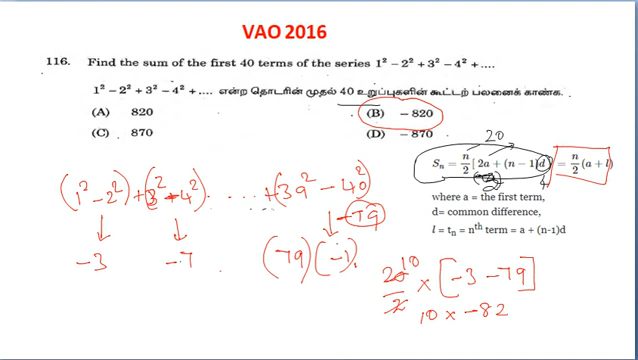 VAO 2016
116. Find the sum of the first 40 terms of the series 1² − 2² + 3² − 4² + ....
1² − 2² + 3² − 4² + .... என்ற தொடரின் முதல் 40 உறுப்புகளின் கூட்டற் பலனைக் காண்க.
(A) 820 (B) − 820
(C) 870 (D) − 870
20
Sₙ = n/2 [ 2a + (n − 1)d = n/2 (a + l)
where a = the first term,
d= common difference,
l = tₙ = nᵗʰ term = a + (n-1)d
(1² − 2²) + (3² − 4²) . . . . . + (39² − 40²)
−79
−3 −7 (79)(−1).
20/2 10 × [−3 −79]
10 × −82